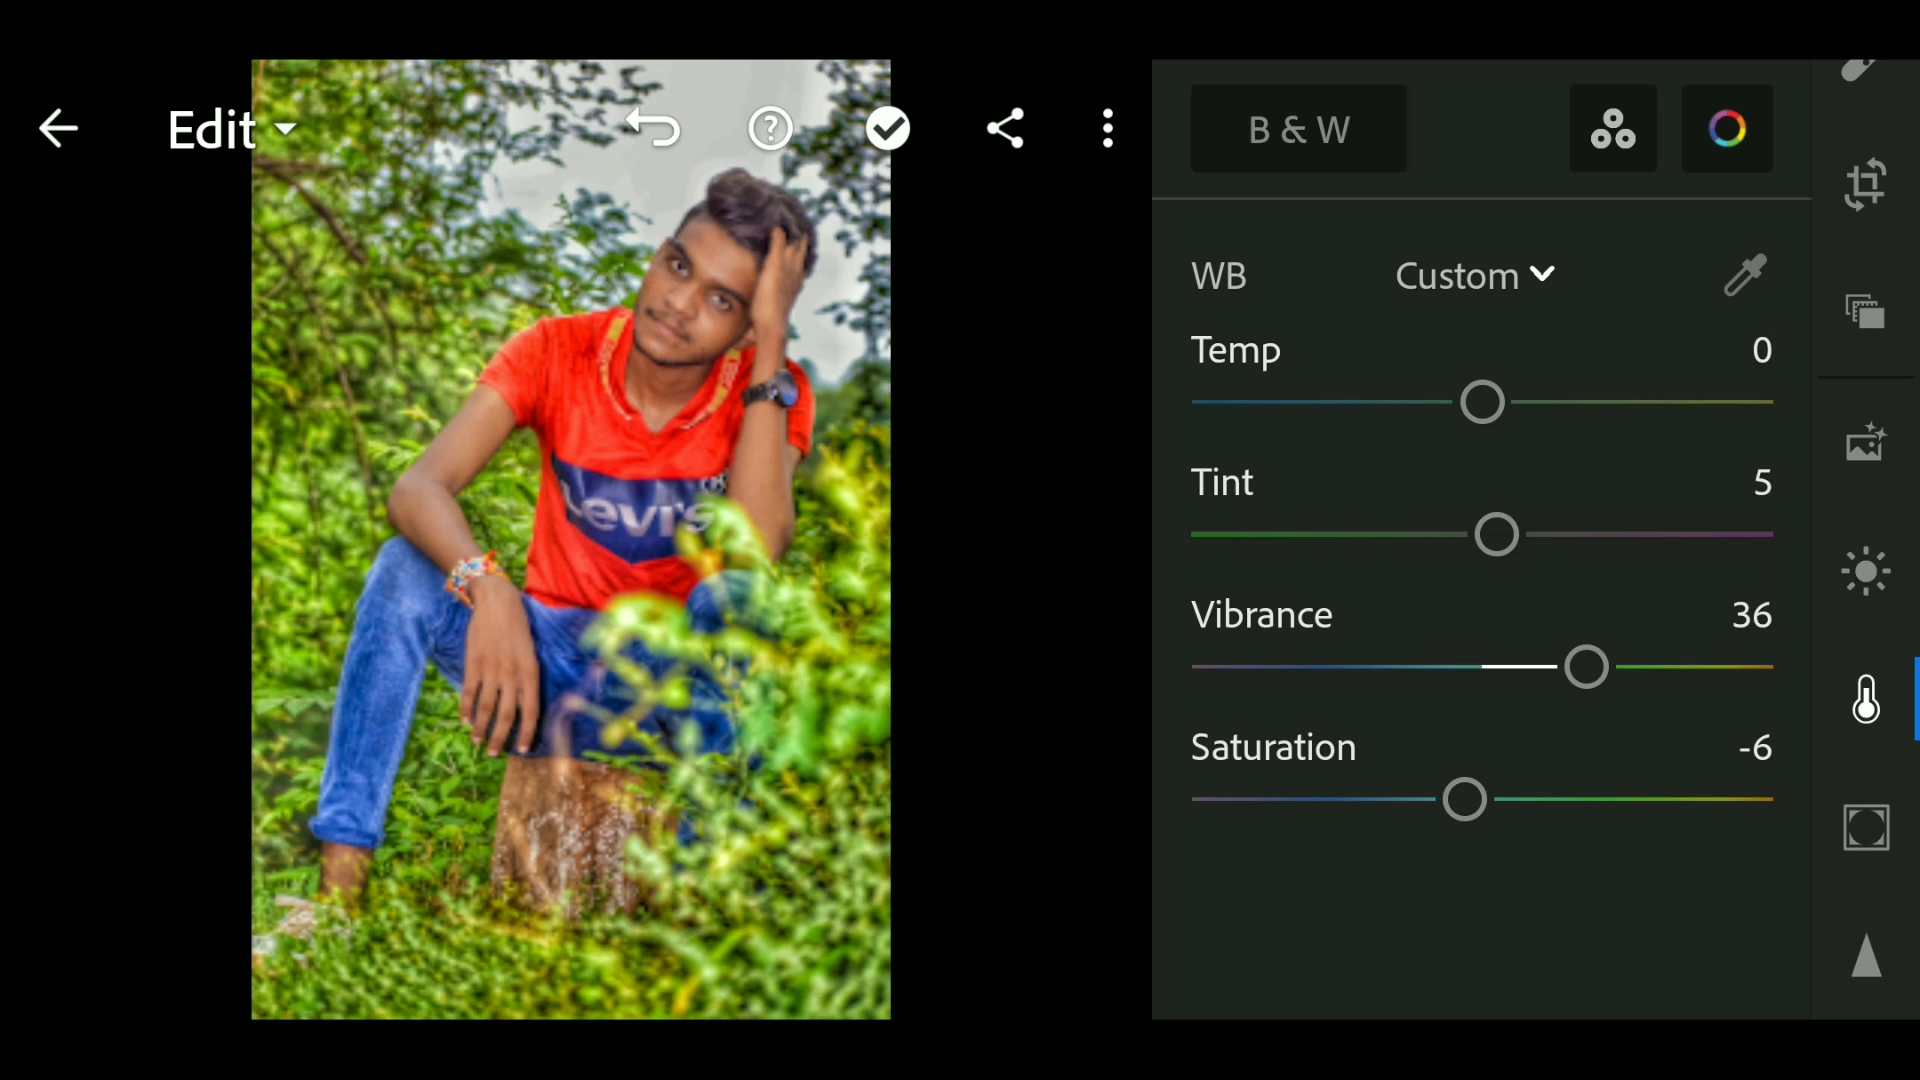 Edit
B & W
WB
Custom
Temp
0
Tint
5
Vibrance
36
Saturation
-6
Levi's